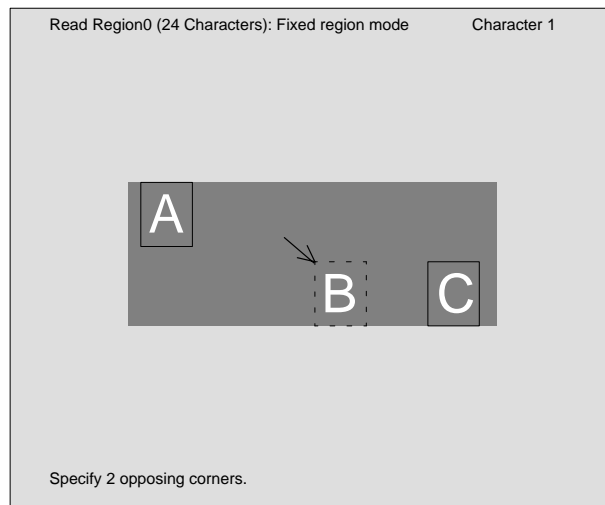 Read Region0 (24 Characters): Fixed region mode Character 1
A
B C
Specify 2 opposing corners.